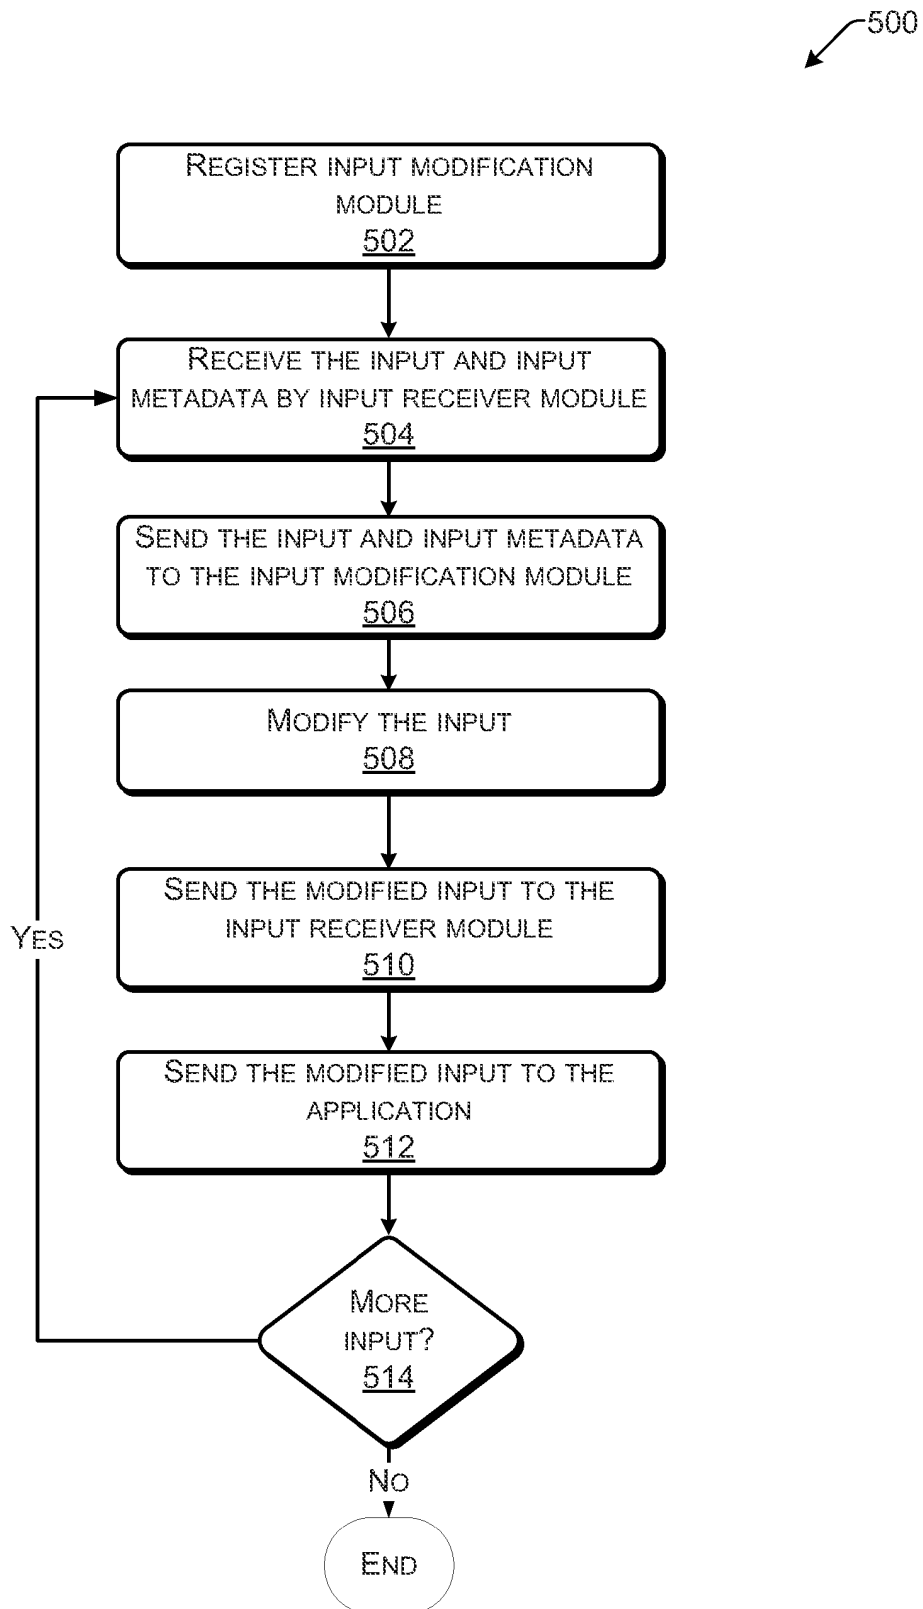 500
REGISTER INPUT MODIFICATION
MODULE
502
RECEIVE THE INPUT AND INPUT
METADATA BY INPUT RECEIVER MODULE
504
SEND THE INPUT AND INPUT METADATA
TO THE INPUT MODIFICATION MODULE
506
MODIFY THE INPUT
508
SEND THE MODIFIED INPUT TO THE
INPUT RECEIVER MODULE
510
YES
SEND THE MODIFIED INPUT TO THE
APPLICATION
512
MORE
INPUT?
514
NO
END